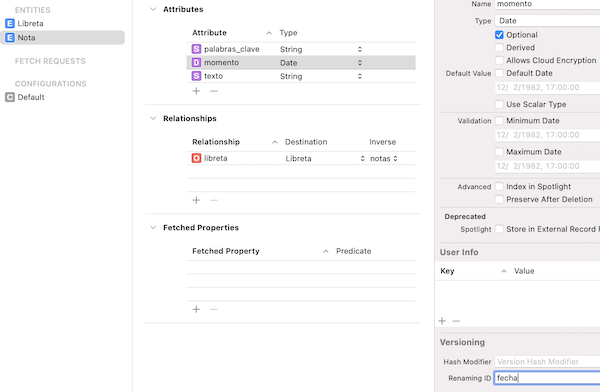 ENTITIES
E Libreta
E Nota
FETCH REQUESTS
CONFIGURATIONS
C Default
Attributes
Attribute Type
S palabras_clave String
D momento Date
S texto String
+ −
Relationships
Relationship Destination Inverse
O libreta Libreta notas
+ −
Fetched Properties
Fetched Property Predicate
+ −
Name momento
Type Date
Optional
Derived
Allows Cloud Encryption
Default Value Default Date
12/ 2/1982, 17:00:00
Use Scalar Type
Validation Minimum Date
12/ 2/1982, 17:00:00
Maximum Date
12/ 2/1982, 17:00:00
Advanced Index in Spotlight
Preserve After Deletion
Deprecated
Spotlight Store in External Record F
User Info
Key Value
+ −
Versioning
Hash Modifier Version Hash Modifier
Renaming ID fecha